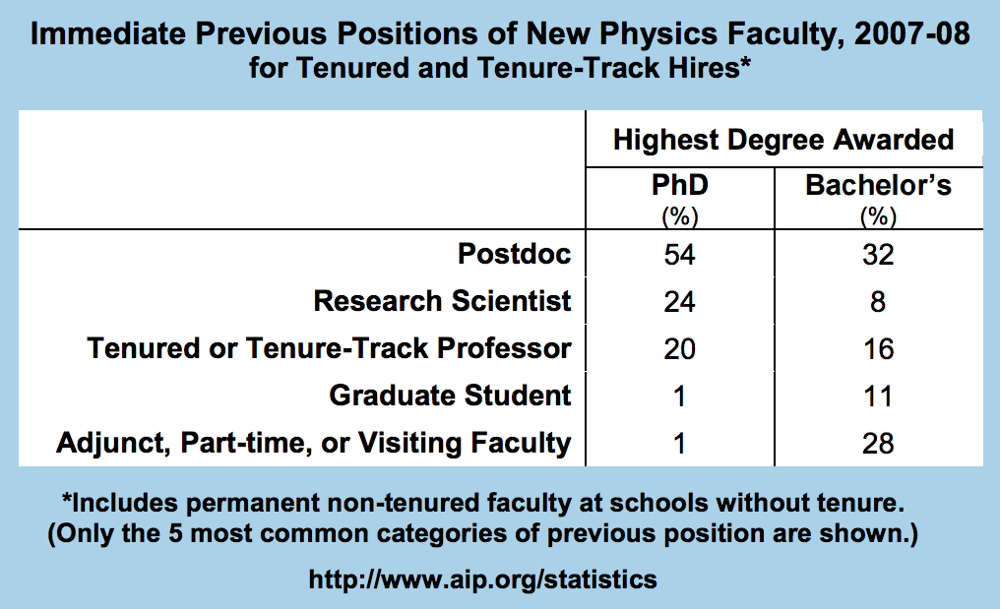 Immediate Previous Positions of New Physics Faculty, 2007-08
for Tenured and Tenure-Track Hires*
Highest Degree Awarded
PhD Bachelor’s
(%) (%)
Postdoc 54 32
Research Scientist 24 8
Tenured or Tenure-Track Professor 20 16
Graduate Student 1 11
Adjunct, Part-time, or Visiting Faculty 1 28
*Includes permanent non-tenured faculty at schools without tenure.
(Only the 5 most common categories of previous position are shown.)
http://www.aip.org/statistics